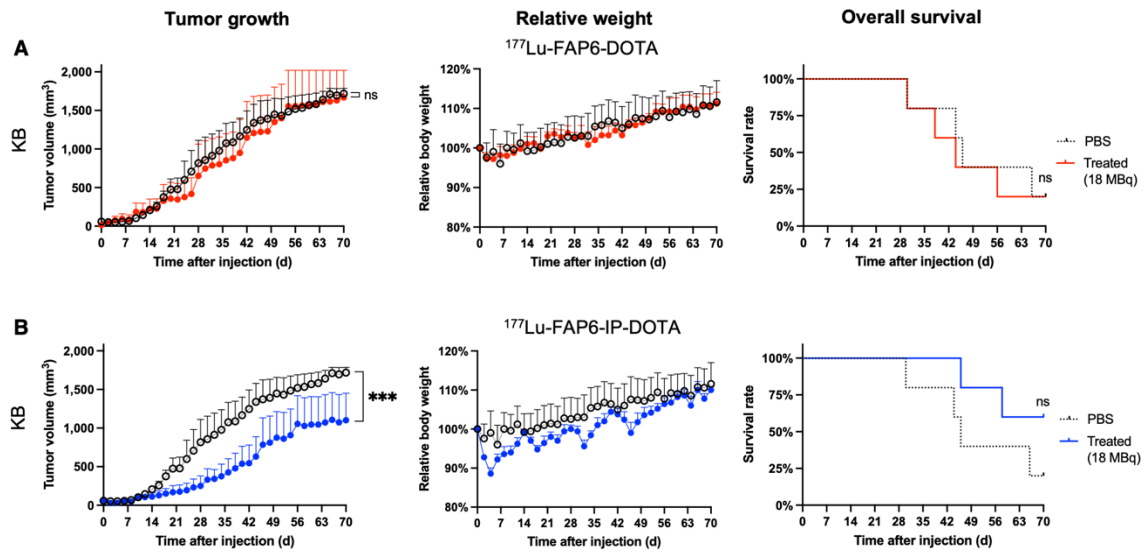 Tumor growth
Relative weight
Overall survival
A
KB
¹⁷⁷Lu-FAP6-DOTA
Tumor volume (mm³)
2,000
1,500
1,000
500
0
ns
0 7 14 21 28 35 42 49 56 63 70
Time after injection (d)
Relative body weight
120%
110%
100%
90%
80%
0 7 14 21 28 35 42 49 56 63 70
Time after injection (d)
Survival rate
100%
75%
50%
25%
0%
ns
0 7 14 21 28 35 42 49 56 63 70
Time after injection (d)
PBS
Treated
(18 MBq)
B
KB
¹⁷⁷Lu-FAP6-IP-DOTA
Tumor volume (mm³)
2,000
1,500
1,000
500
0
***
0 7 14 21 28 35 42 49 56 63 70
Time after injection (d)
Relative body weight
120%
110%
100%
90%
80%
0 7 14 21 28 35 42 49 56 63 70
Time after injection (d)
Survival rate
100%
75%
50%
25%
0%
ns
0 7 14 21 28 35 42 49 56 63 70
Time after injection (d)
PBS
Treated
(18 MBq)